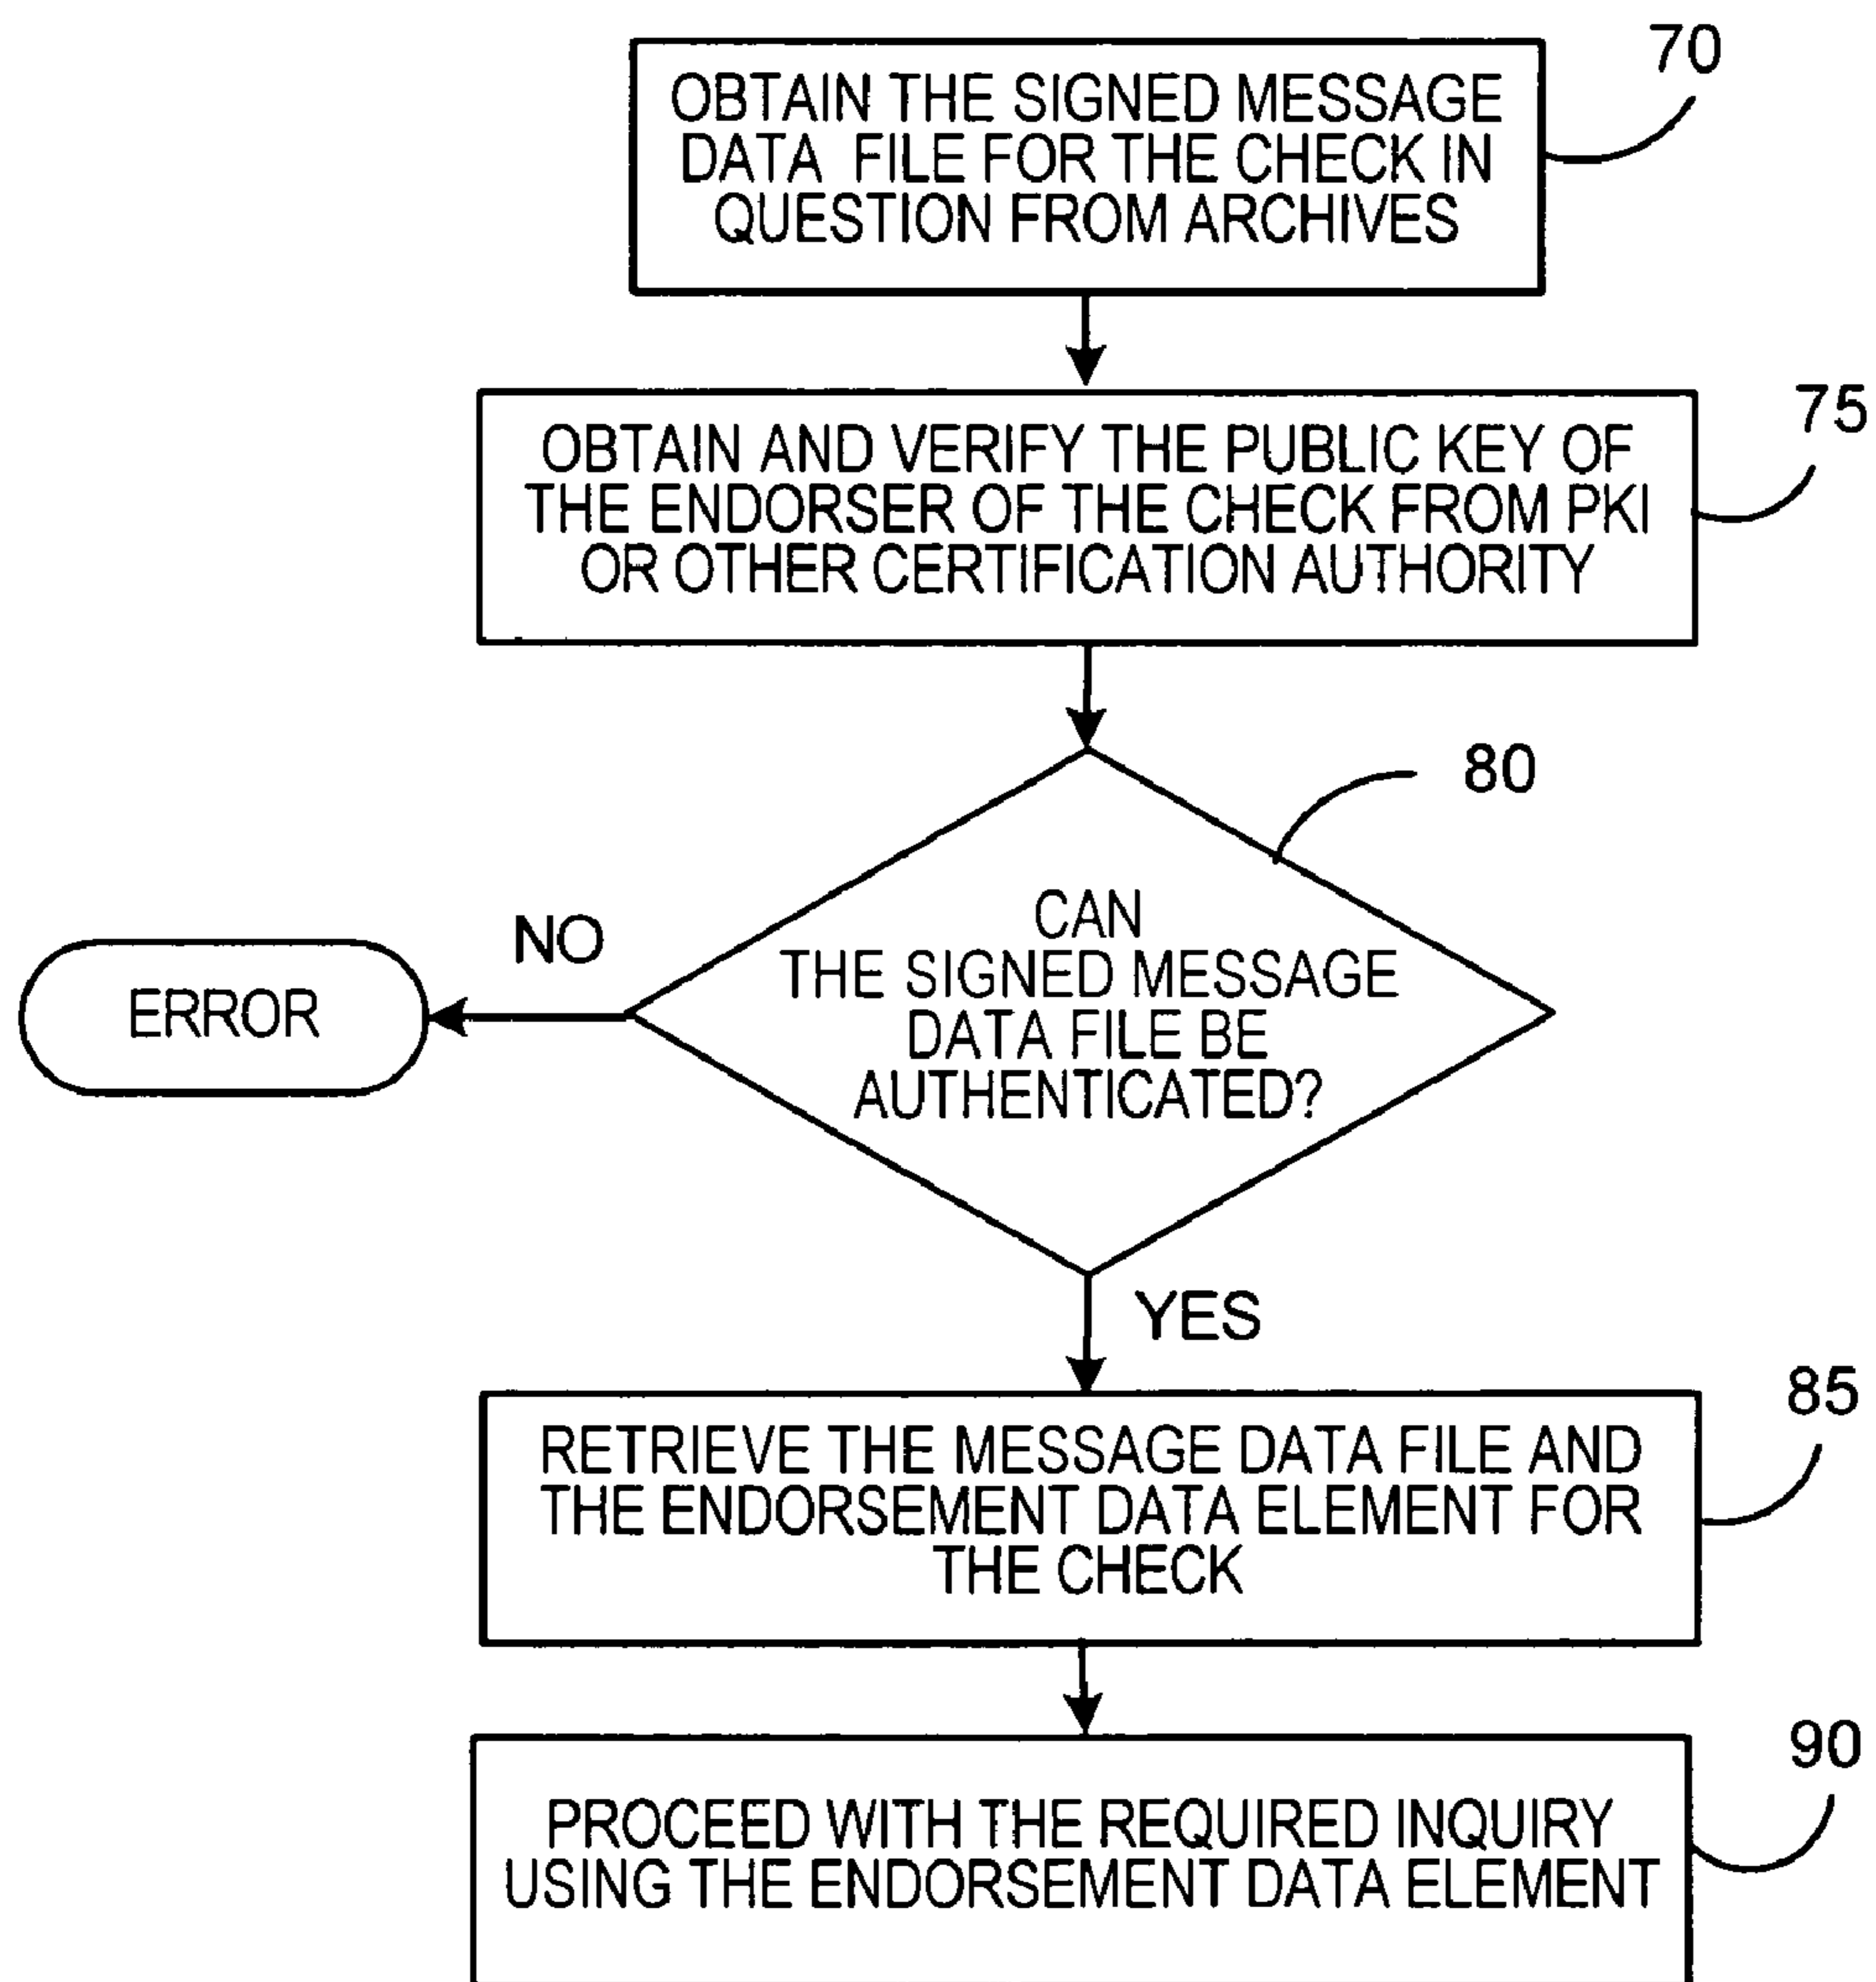 70
OBTAIN THE SIGNED MESSAGE
DATA FILE FOR THE CHECK IN
QUESTION FROM ARCHIVES
75
OBTAIN AND VERIFY THE PUBLIC KEY OF
THE ENDORSER OF THE CHECK FROM PKI
OR OTHER CERTIFICATION AUTHORITY
80
CAN
THE SIGNED MESSAGE
DATA FILE BE
AUTHENTICATED?
NO
ERROR
YES
85
RETRIEVE THE MESSAGE DATA FILE AND
THE ENDORSEMENT DATA ELEMENT FOR
THE CHECK
90
PROCEED WITH THE REQUIRED INQUIRY
USING THE ENDORSEMENT DATA ELEMENT